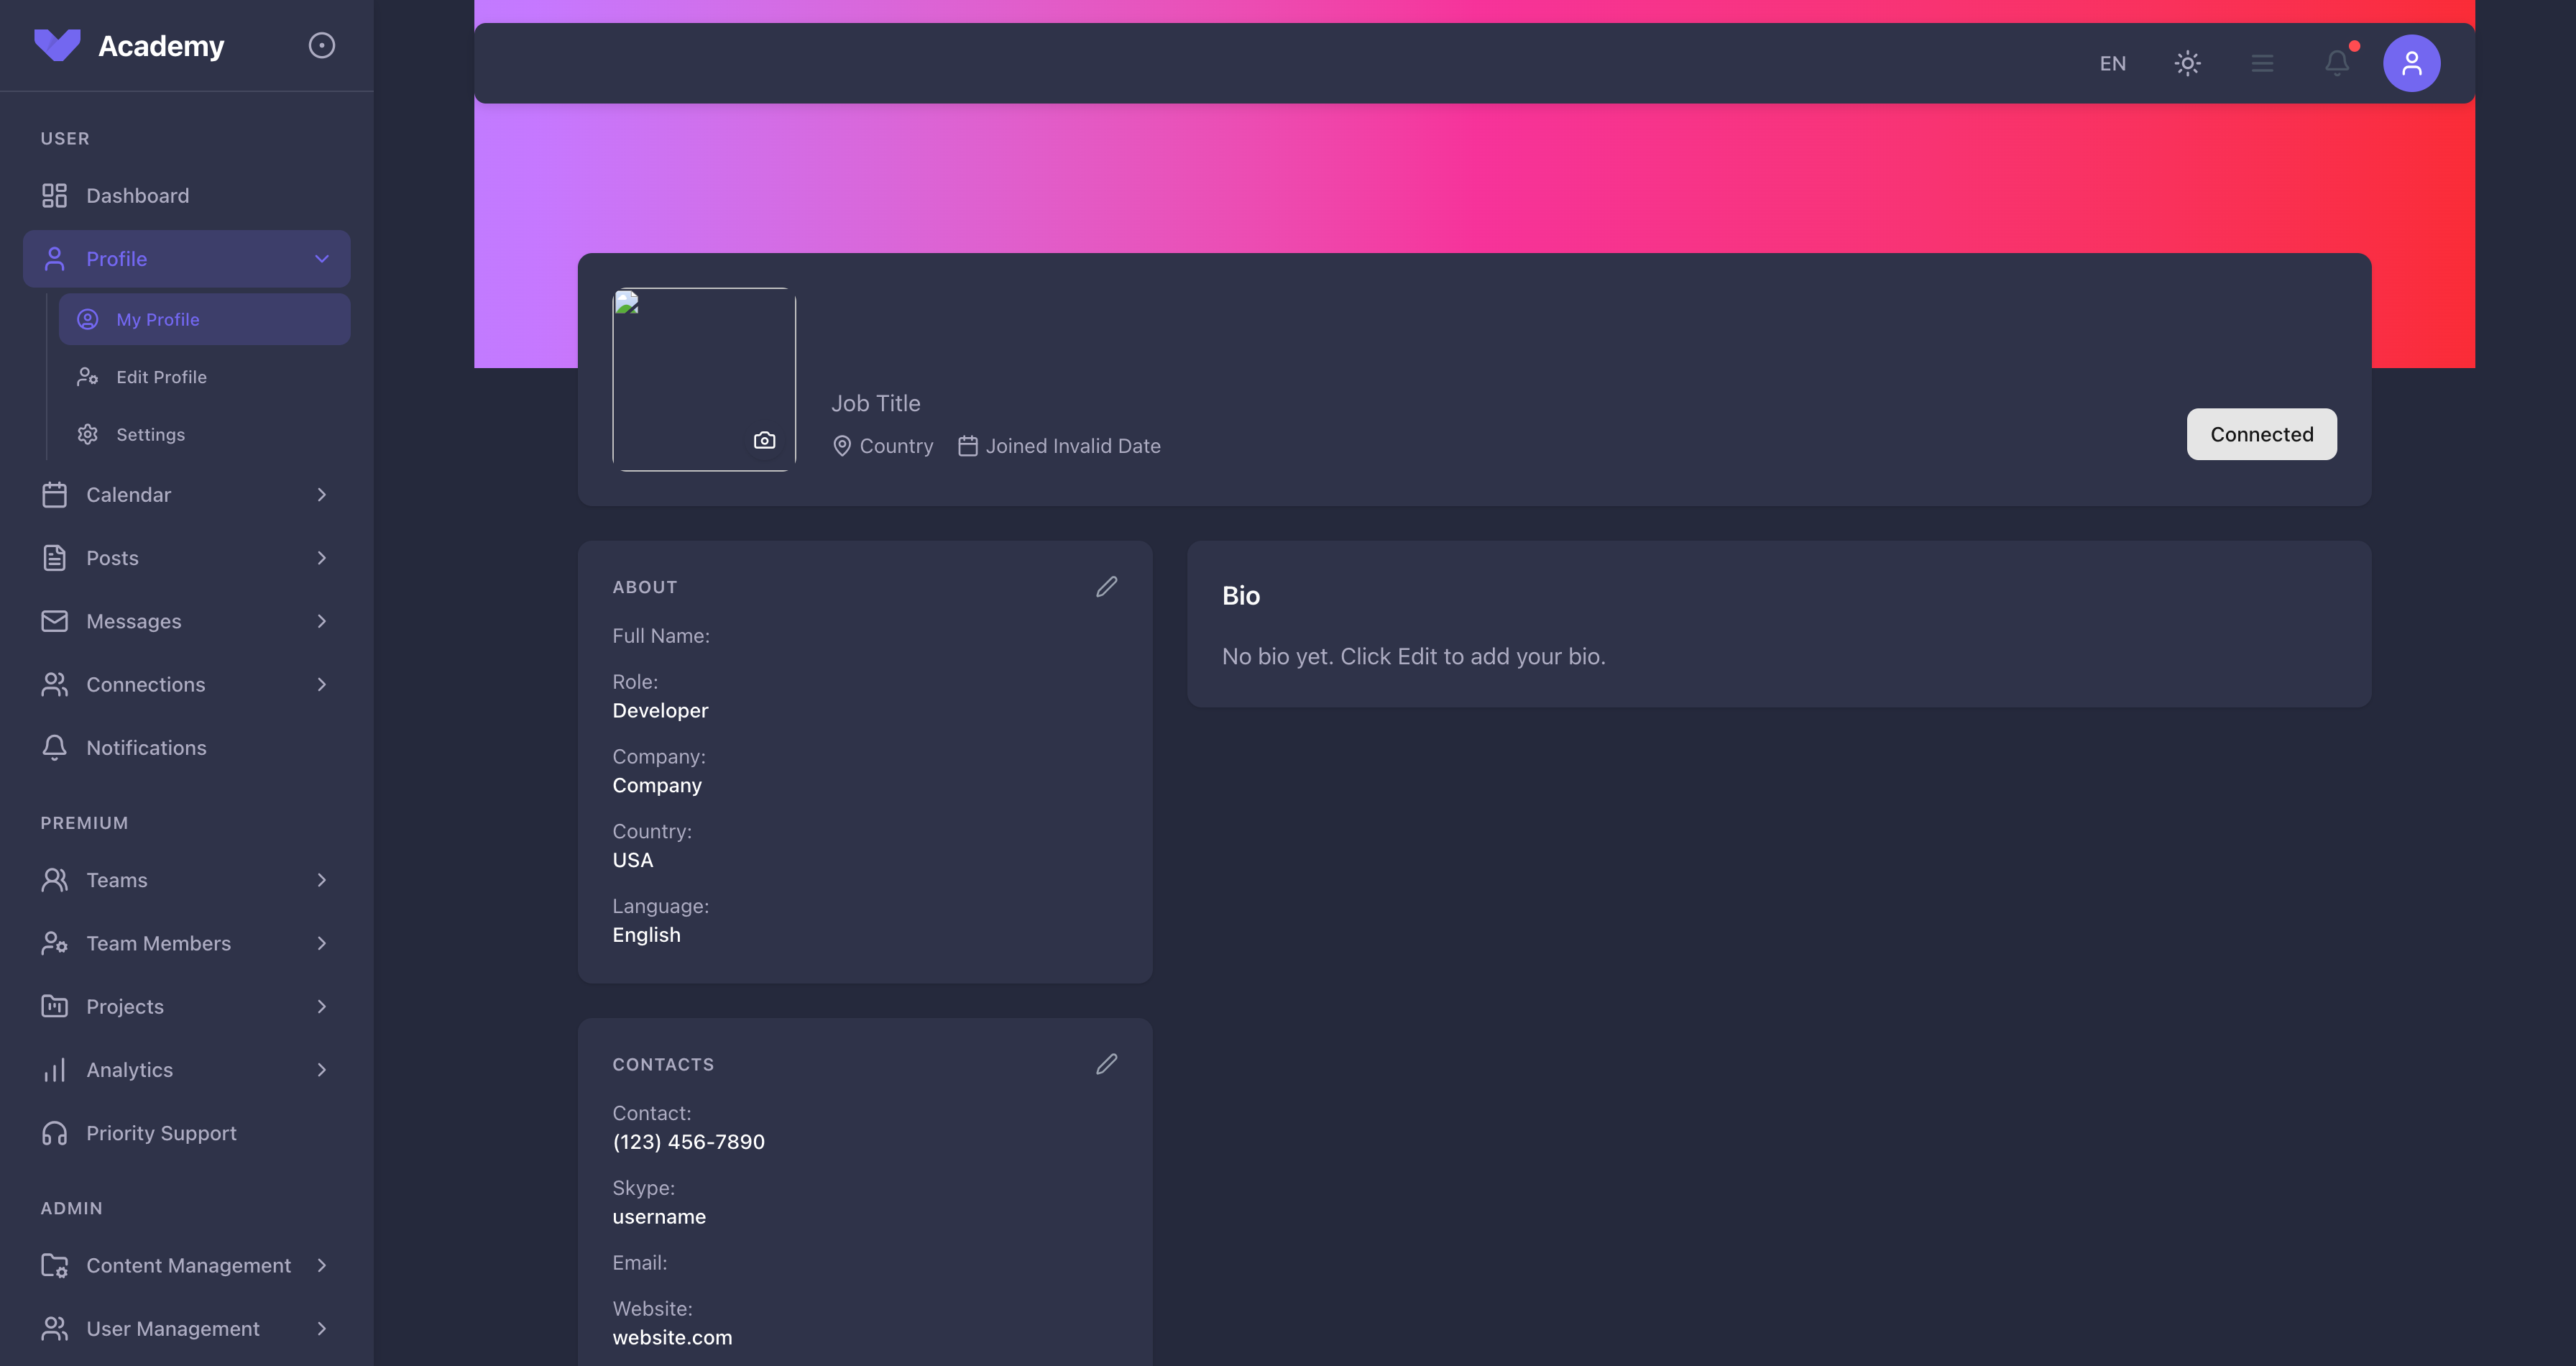 Academy
EN
USER
Dashboard
Profile
My Profile
Edit Profile
Settings
Calendar
Posts
Messages
Connections
Notifications
PREMIUM
Teams
Team Members
Projects
Analytics
Priority Support
ADMIN
Content Management
User Management
Job Title
Country
Joined Invalid Date
Connected
ABOUT
Full Name:
Role:
Developer
Company:
Company
Country:
USA
Language:
English
CONTACTS
Contact:
(123) 456-7890
Skype:
username
Email:
Website:
website.com
Bio
No bio yet. Click Edit to add your bio.